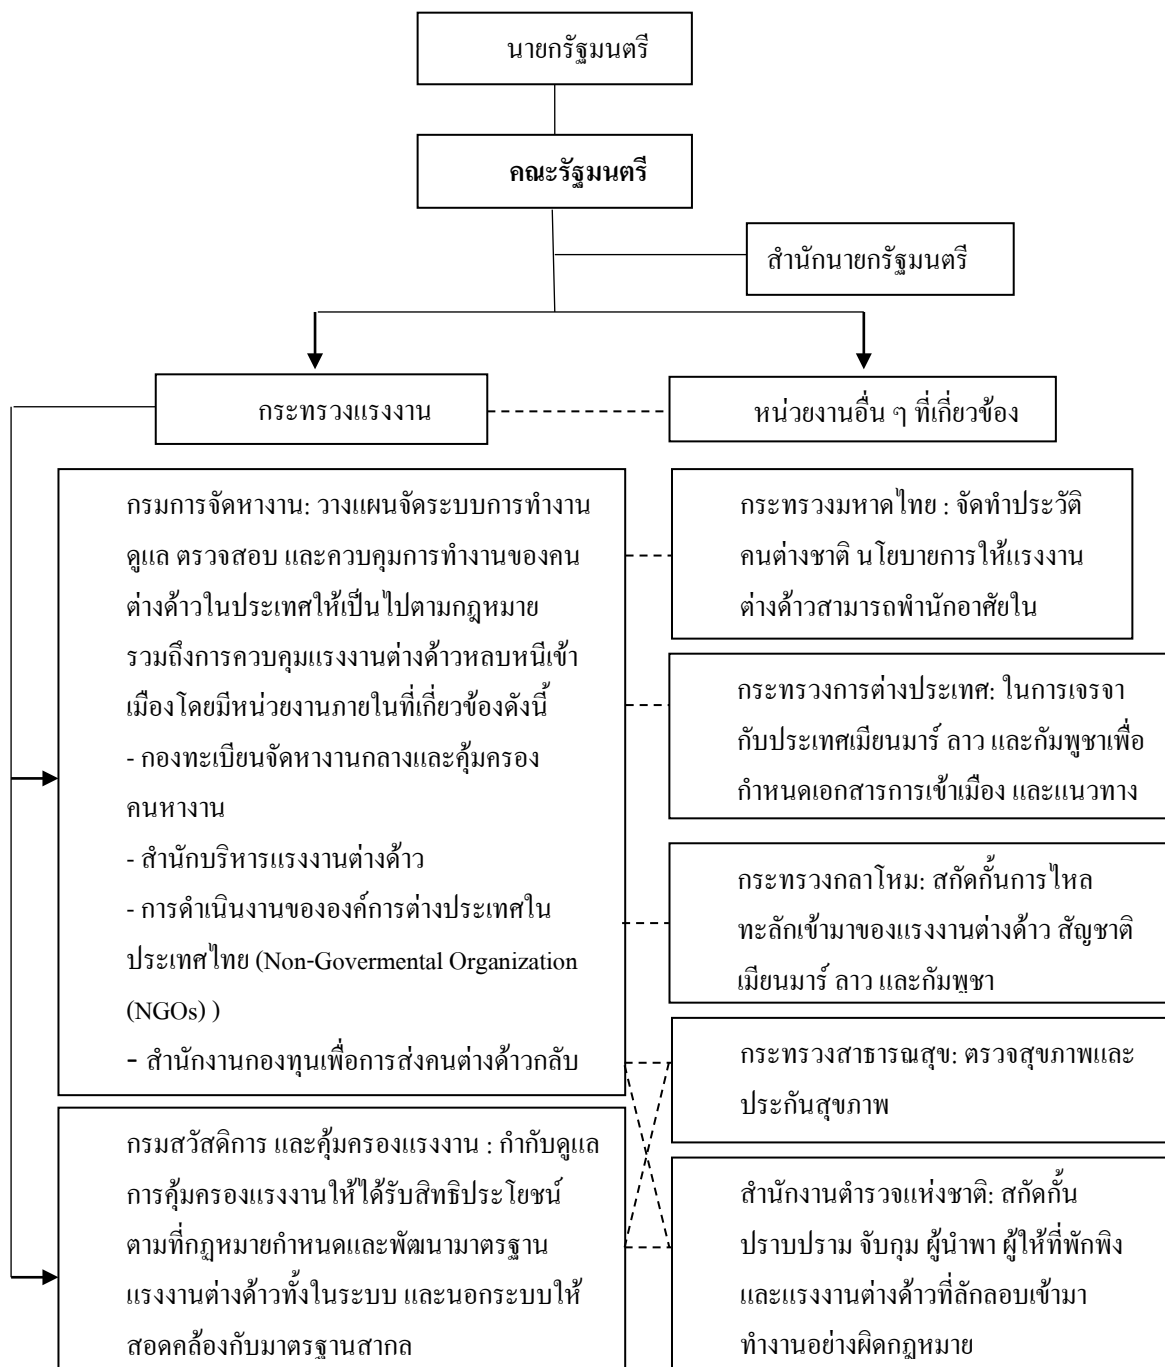 นายกรัฐมนตรี
คณะรัฐมนตรี
สำนักนายกรัฐมนตรี
กระทรวงแรงงาน
หน่วยงานอื่น ๆ ที่เกี่ยวข้อง
กรมการจัดหางาน: วางแผนจัดระบบการทำงาน
ดูแล ตรวจสอบ และควบคุมการทำงานของคน
ต่างด้าวในประเทศให้เป็นไปตามกฎหมาย
รวมถึงการควบคุมแรงงานต่างด้าวหลบหนีเข้า
เมืองโดยมีหน่วยงานภายในที่เกี่ยวข้องดังนี้
- กองทะเบียนจัดหางานกลางและคุ้มครอง
คนหางาน
- สำนักบริหารแรงงานต่างด้าว
- การดำเนินงานขององค์การต่างประเทศใน
ประเทศไทย (Non-Govermental Organization
(NGOs) )
- สำนักงานกองทุนเพื่อการส่งคนต่างด้าวกลับ
กรมสวัสดิการ และคุ้มครองแรงงาน : กำกับดูแล
การคุ้มครองแรงงานให้ได้รับสิทธิประโยชน์
ตามที่กฎหมายกำหนดและพัฒนามาตรฐาน
แรงงานต่างด้าวทั้งในระบบ และนอกระบบให้
สอดคล้องกับมาตรฐานสากล
กระทรวงมหาดไทย : จัดทำประวัติ
คนต่างชาติ นโยบายการให้แรงงาน
ต่างด้าวสามารถพำนักอาศัยใน
กระทรวงการต่างประเทศ: ในการเจรจา
กับประเทศเมียนมาร์ ลาว และกัมพูชาเพื่อ
กำหนดเอกสารการเข้าเมือง และแนวทาง
กระทรวงกลาโหม: สกัดกั้นการไหล
ทะลักเข้ามาของแรงงานต่างด้าว สัญชาติ
เมียนมาร์ ลาว และกัมพูชา
กระทรวงสาธารณสุข: ตรวจสุขภาพและ
ประกันสุขภาพ
สำนักงานตำรวจแห่งชาติ: สกัดกั้น
ปราบปราม จับกุม ผู้นำพา ผู้ให้ที่พักพิง
และแรงงานต่างด้าวที่ลักลอบเข้ามา
ทำงานอย่างผิดกฎหมาย